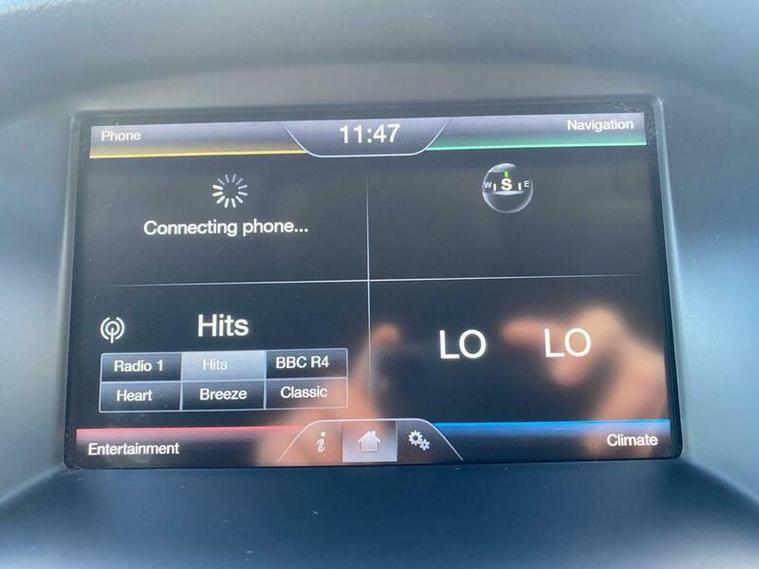 Phone
11:47
Navigation
W S E
Connecting phone...
Hits
LO LO
Radio 1 Hits BBC R4
Heart Breeze Classic
i
Entertainment
Climate